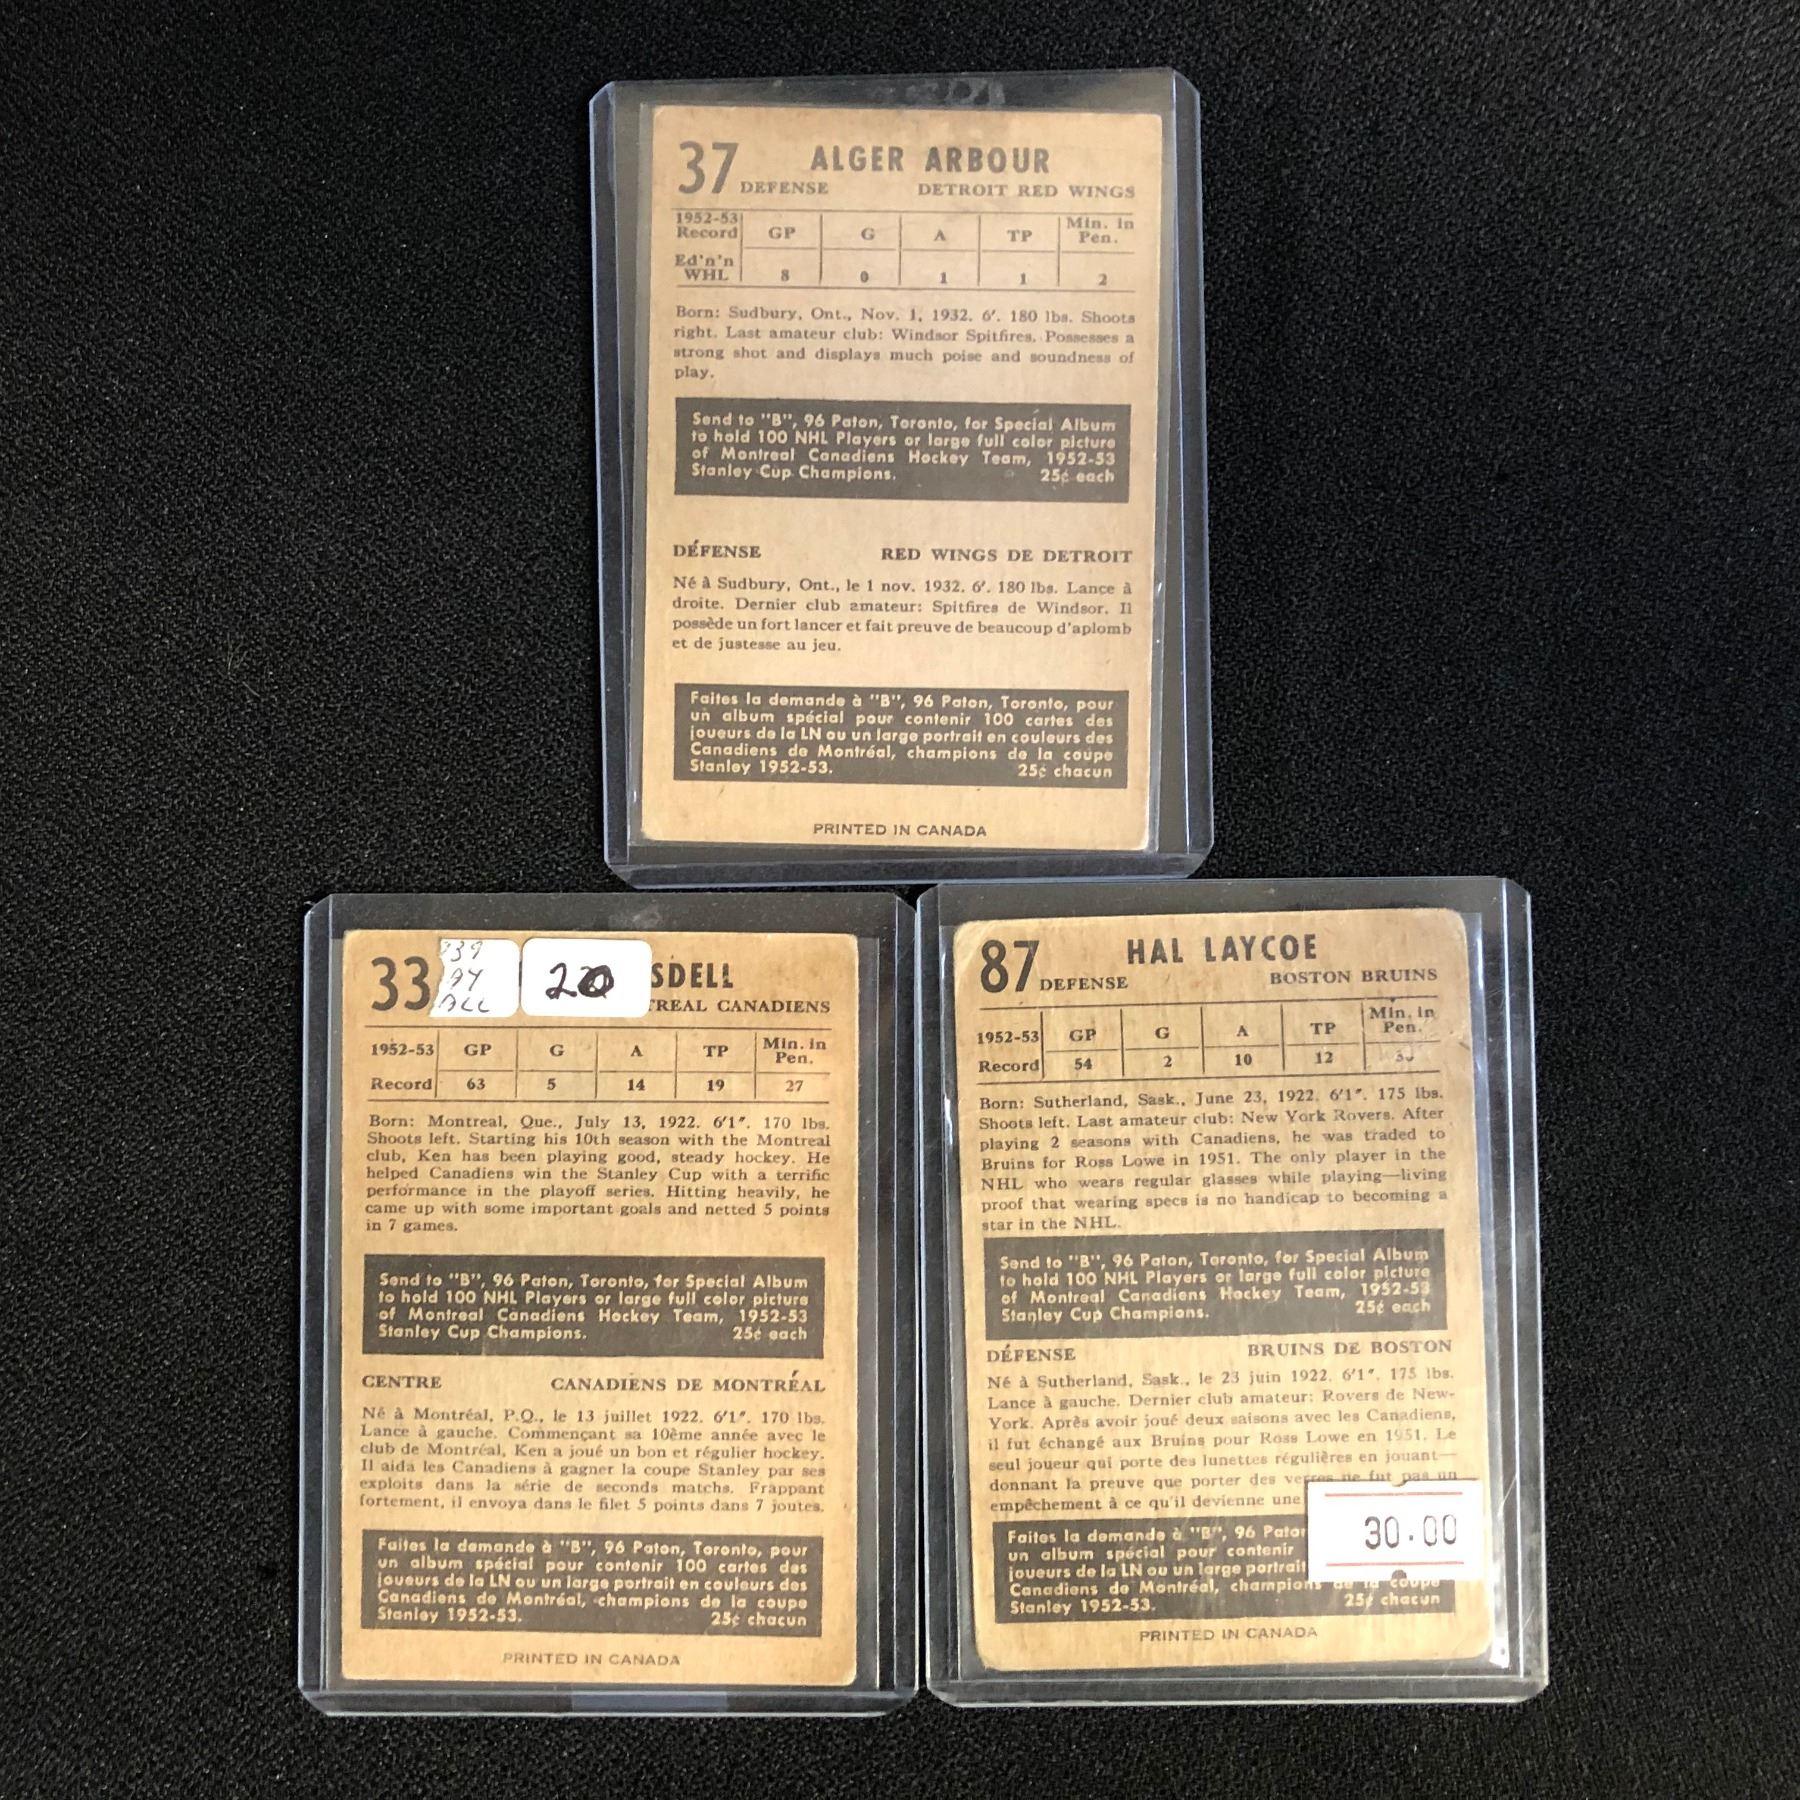 37 ALGER ARBOUR
DEFENSE DETROIT RED WINGS
1952-53 Record GP G A TP Min. in Pen.
Ed'n'n WHL 8 0 1 1 2
Born: Sudbury, Ont., Nov. 1, 1932. 6'. 180 lbs. Shoots
right. Last amateur club: Windsor Spitfires. Possesses a
strong shot and displays much poise and soundness of
play.
Send to "B", 96 Paton, Toronto, for Special Album
to hold 100 NHL Players or large full color picture
of Montreal Canadiens Hockey Team, 1952-53
Stanley Cup Champions. 25¢ each
DÉFENSE RED WINGS DE DETROIT
Né à Sudbury, Ont., le 1 nov. 1932. 6'. 180 lbs. Lance à
droite. Dernier club amateur: Spitfires de Windsor. Il
possède un fort lancer et fait preuve de beaucoup d'aplomb
et de justesse au jeu.
Faites la demande à "B", 96 Paton, Toronto, pour
un album spécial pour contenir 100 cartes des
joueurs de la LN ou un large portrait en couleurs des
Canadiens de Montréal, champions de la coupe
Stanley 1952-53. 25¢ chacun
PRINTED IN CANADA
33 20 SDELL
TREAL CANADIENS
1952-53 GP G A TP Min. in Pen.
Record 63 5 14 19 27
Born: Montreal, Que., July 13, 1922. 6'1". 170 lbs.
Shoots left. Starting his 10th season with the Montreal
club, Ken has been playing good, steady hockey. He
helped Canadiens win the Stanley Cup with a terrific
performance in the playoff series. Hitting heavily, he
came up with some important goals and netted 5 points
in 7 games.
Send to "B", 96 Paton, Toronto, for Special Album
to hold 100 NHL Players or large full color picture
of Montreal Canadiens Hockey Team, 1952-53
Stanley Cup Champions. 25¢ each
CENTRE CANADIENS DE MONTRÉAL
Né à Montréal, P.Q., le 13 juillet 1922. 6'1". 170 lbs.
Lance à gauche. Commençant sa 10ème année avec le
club de Montréal, Ken a joué un bon et régulier hockey.
Il aida les Canadiens à gagner la coupe Stanley par ses
exploits dans la série de seconds matchs. Frappant
fortement, il envoya dans le filet 5 points dans 7 joutes.
Faites la demande à "B", 96 Paton, Toronto, pour
un album spécial pour contenir 100 cartes des
joueurs de la LN ou un large portrait en couleurs des
Canadiens de Montréal, champions de la coupe
Stanley 1952-53. 25¢ chacun
PRINTED IN CANADA
87 HAL LAYCOE
DEFENSE BOSTON BRUINS
1952-53 GP G A TP Min. in Pen.
Record 54 2 10 12
Born: Sutherland, Sask., June 23, 1922. 6'1". 175 lbs.
Shoots left. Last amateur club: New York Rovers. After
playing 2 seasons with Canadiens, he was traded to
Bruins for Ross Lowe in 1951. The only player in the
NHL who wears regular glasses while playing—living
proof that wearing specs is no handicap to becoming a
star in the NHL.
Send to "B", 96 Paton, Toronto, for Special Album
to hold 100 NHL Players or large full color picture
of Montreal Canadiens Hockey Team, 1952-53
Stanley Cup Champions. 25¢ each
DÉFENSE BRUINS DE BOSTON
Né à Sutherland, Sask., le 23 juin 1922. 6'1". 175 lbs.
Lance à gauche. Dernier club amateur: Rovers de New-
York. Après avoir joué deux saisons avec les Canadiens,
il fut échangé aux Bruins pour Ross Lowe en 1951. Le
seul joueur qui porte des lunettes régulières en jouant—
donnant la preuve que porter des verres ne fut pas un
empêchement à ce qu'il devienne une
30.00
Faites la demande à "B", 96 Paton
un album spécial pour contenir
joueurs de la LN ou un large portrait
Canadiens de Montréal, champions de la coupe
Stanley 1952-53. 25¢ chacun
PRINTED IN CANADA